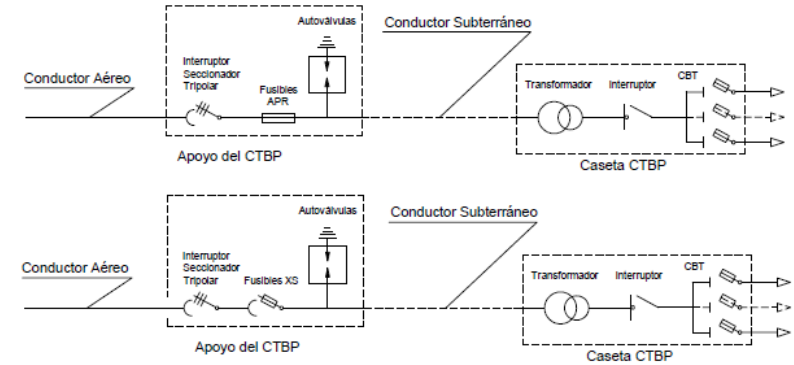 Autoválvulas
Conductor Subterráneo
Interruptor
Seccionador
Tripolar
Conductor Aéreo
Fusibles
APR
Transformador
Interruptor
CBT
Apoyo del CTBP
Caseta CTBP
Autoválvulas
Conductor Subterráneo
Interruptor
Seccionador
Tripolar
Conductor Aéreo
Fusibles XS
Transformador
Interruptor
CBT
Apoyo del CTBP
Caseta CTBP